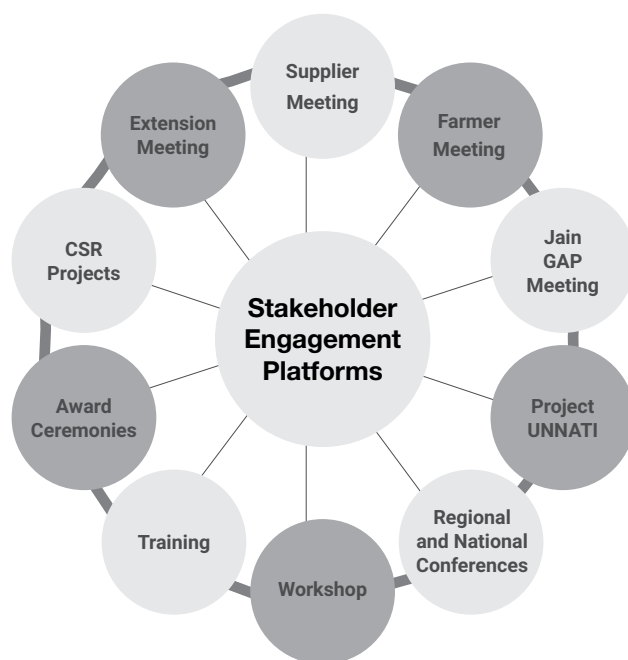 Supplier
Meeting
Farmer
Meeting
Jain
GAP
Meeting
Project
UNNATI
Regional
and National
Conferences
Workshop
Training
Award
Ceremonies
CSR
Projects
Extension
Meeting
Stakeholder
Engagement
Platforms